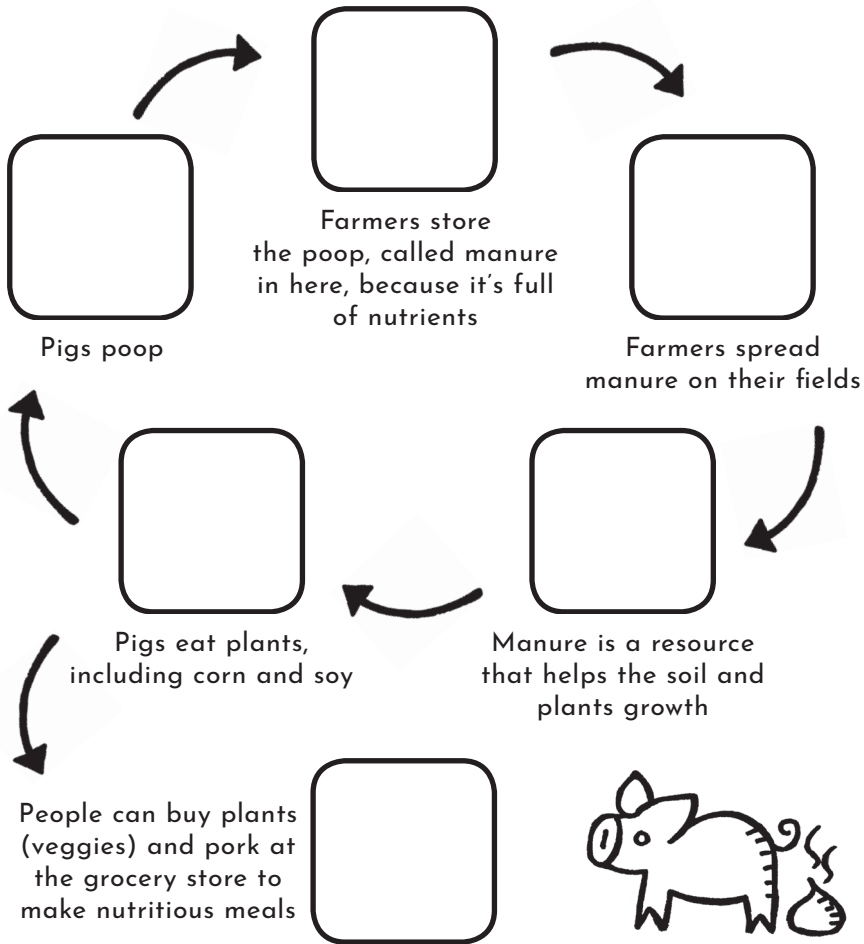 Farmers store
the poop, called manure
in here, because it's full
of nutrients
Pigs poop
Farmers spread
manure on their fields
Pigs eat plants,
including corn and soy
Manure is a resource
that helps the soil and
plants growth
People can buy plants
(veggies) and pork at
the grocery store to
make nutritious meals